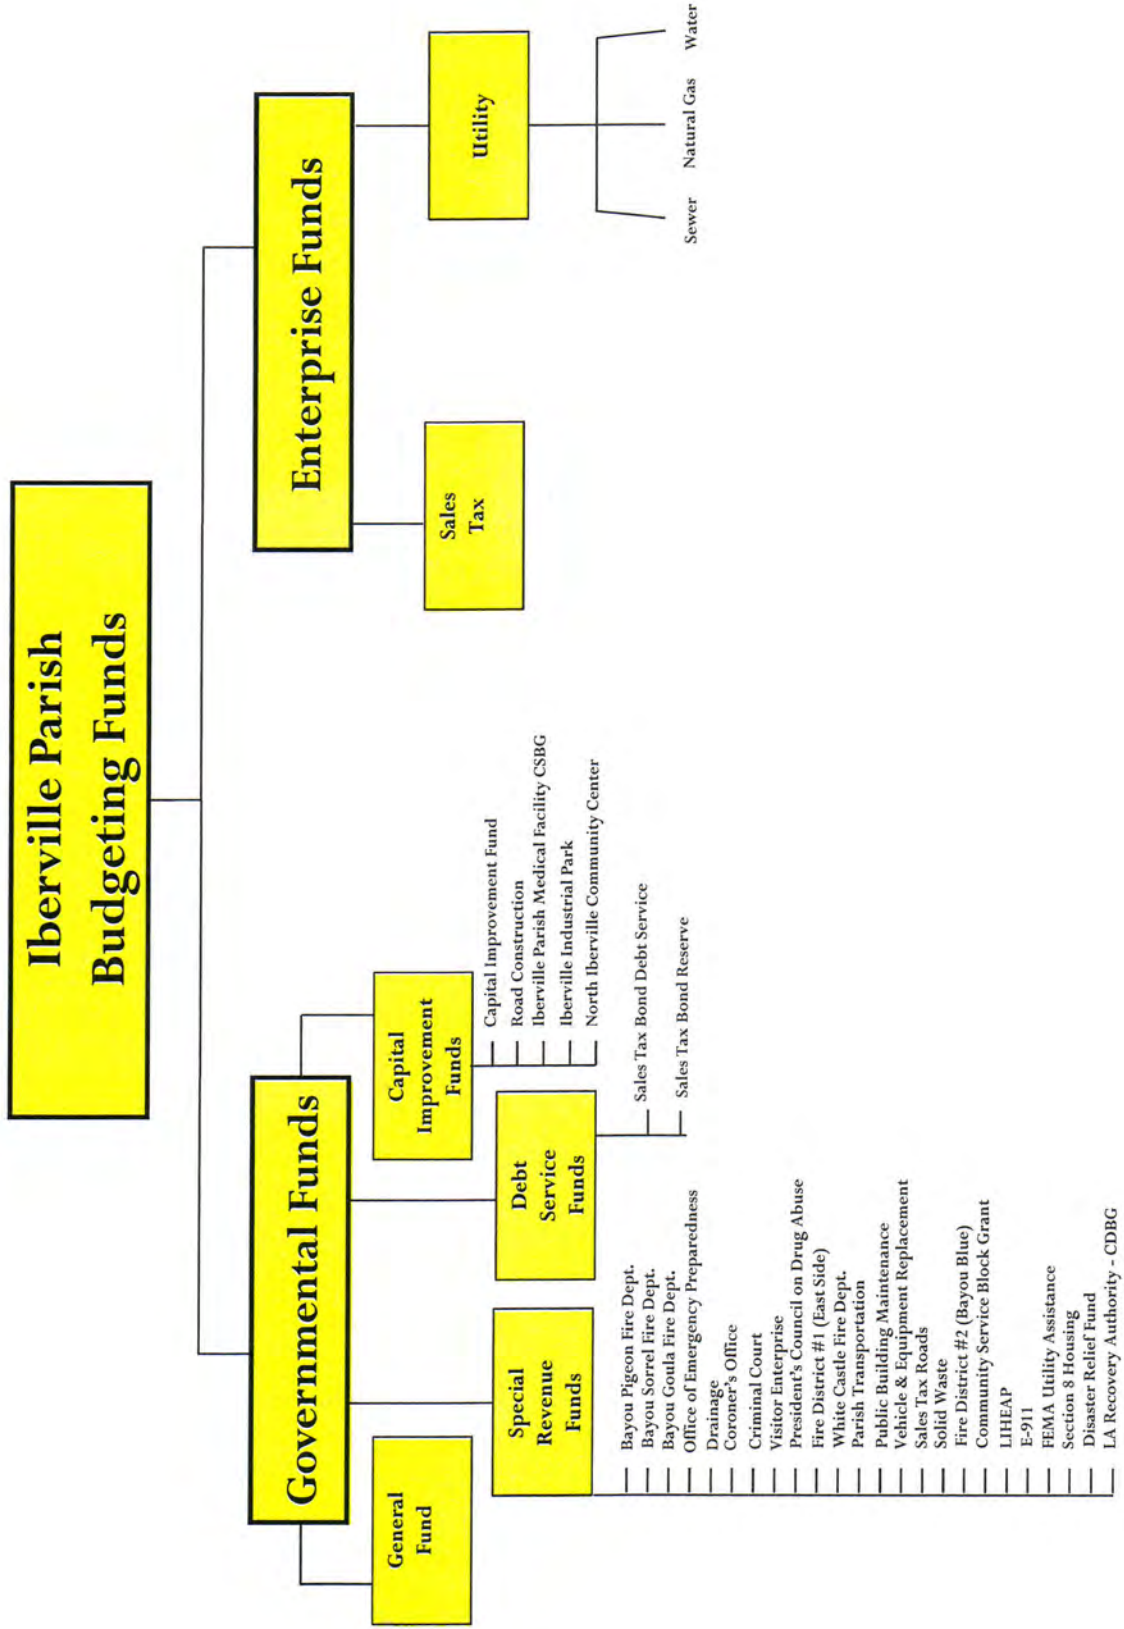 Iberville Parish
Budgeting Funds
Governmental Funds
Enterprise Funds
General
Fund
Special
Revenue
Funds
Debt
Service
Funds
Capital
Improvement
Funds
Sales
Tax
Utility
Bayou Pigeon Fire Dept.
Bayou Sorrel Fire Dept.
Bayou Goula Fire Dept.
Office of Emergency Preparedness
Drainage
Coroner's Office
Criminal Court
Visitor Enterprise
President's Council on Drug Abuse
Fire District #1 (East Side)
White Castle Fire Dept.
Parish Transportation
Public Building Maintenance
Vehicle & Equipment Replacement
Sales Tax Roads
Solid Waste
Fire District #2 (Bayou Blue)
Community Service Block Grant
LIHEAP
E-911
FEMA Utility Assistance
Section 8 Housing
Disaster Relief Fund
LA Recovery Authority - CDBG
Sales Tax Bond Debt Service
Sales Tax Bond Reserve
Capital Improvement Fund
Road Construction
Iberville Parish Medical Facility CSBG
Iberville Industrial Park
North Iberville Community Center
Sewer
Natural Gas
Water